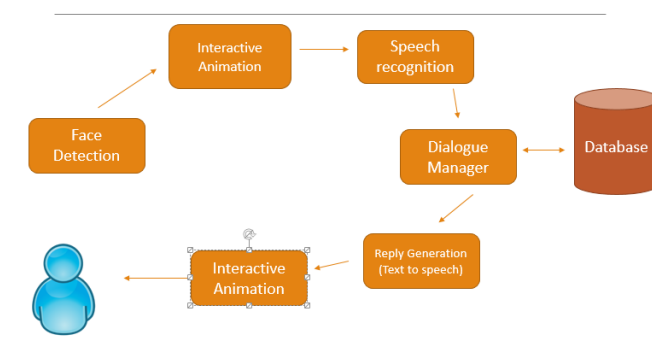 Interactive
Animation
Speech
recognition
Face
Detection
Dialogue
Manager
Database
Reply Generation
(Text to speech)
Interactive
Animation